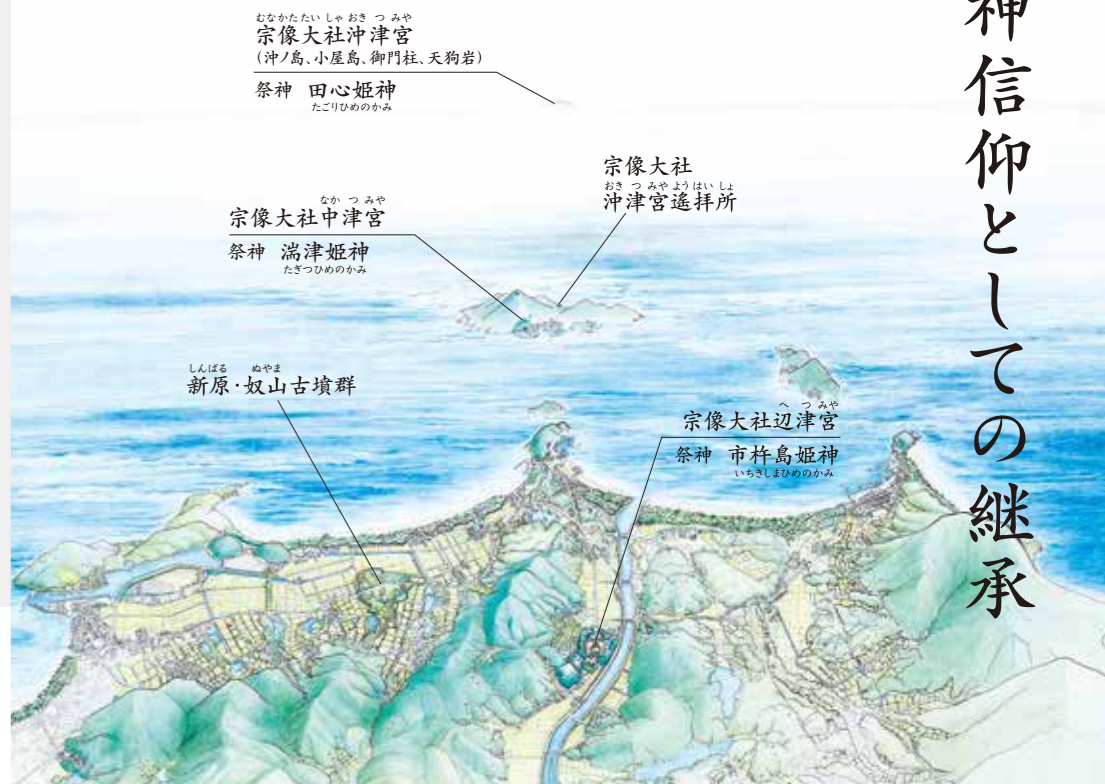 神信仰としての継承
むなかたたいしゃおきつみや
宗像大社沖津宮
(沖ノ島、小屋島、御門柱、天狗岩)
祭神 田心姫神
たごりひめのかみ
宗像大社
おきつみやようはいしょ
沖津宮遙拝所
なかつみや
宗像大社中津宮
祭神 湍津姫神
たぎつひめのかみ
しんばる ぬやま
新原・奴山古墳群
へつみや
宗像大社辺津宮
祭神 市杵島姫神
いちきしまひめのかみ